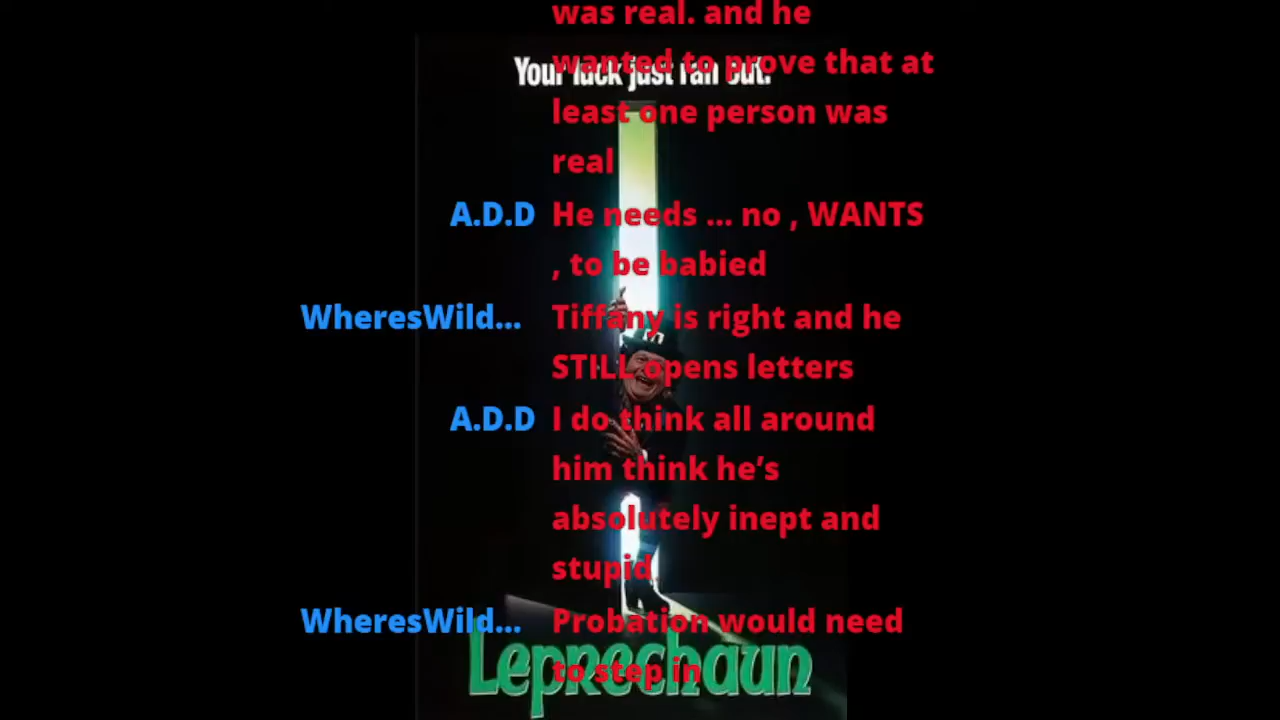 was real. and he
Your luck just ran out.
wanted to prove that at
least one person was
real
A.D.D He needs ... no , WANTS
, to be babied
WheresWild... Tiffany is right and he
STILL opens letters
A.D.D I do think all around
him think he’s
absolutely inept and
stupid
WheresWild... Probation would need
to step in
Leprechaun